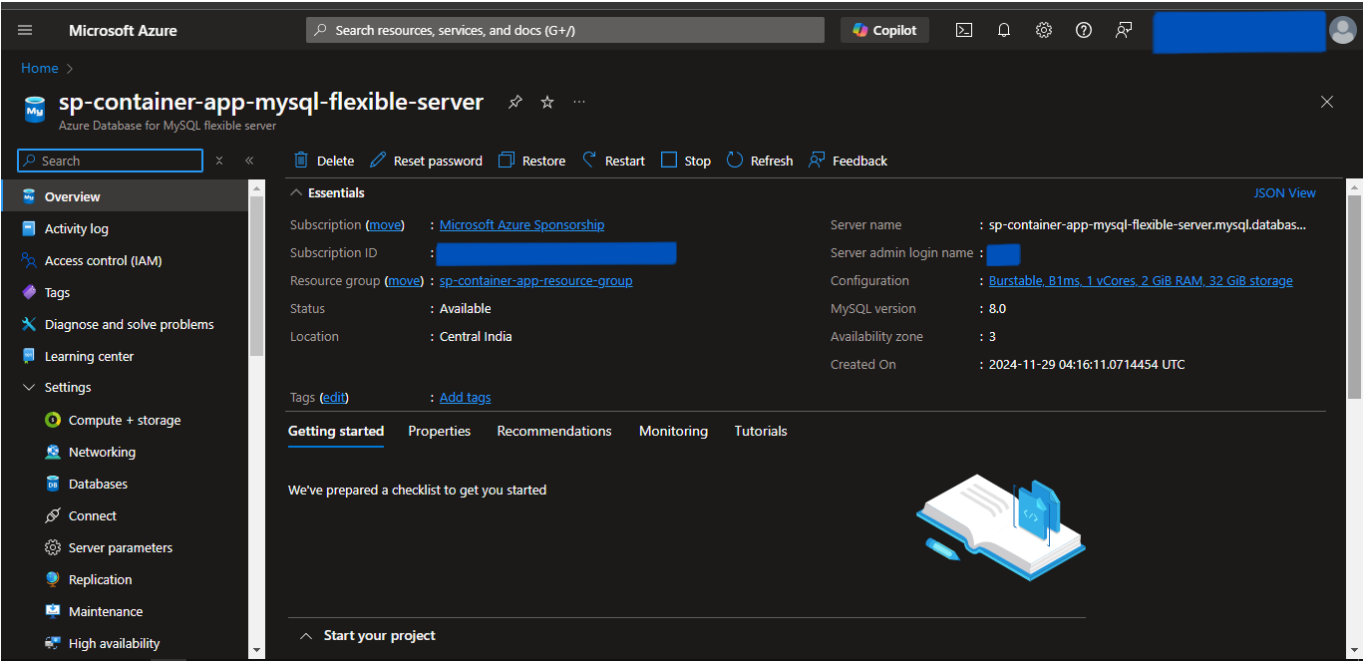 Microsoft Azure
Search resources, services, and docs (G+/)
Copilot
Home >
sp-container-app-mysql-flexible-server
Azure Database for MySQL flexible server
Search
Delete
Reset password
Restore
Restart
Stop
Refresh
Feedback
Overview
Activity log
Access control (IAM)
Tags
Diagnose and solve problems
Learning center
Settings
Compute + storage
Networking
Databases
Connect
Server parameters
Replication
Maintenance
High availability
Essentials
JSON View
Subscription (move) : Microsoft Azure Sponsorship
Subscription ID :
Resource group (move) : sp-container-app-resource-group
Status : Available
Location : Central India
Server name : sp-container-app-mysql-flexible-server.mysql.databas...
Server admin login name :
Configuration : Burstable, B1ms, 1 vCores, 2 GiB RAM, 32 GiB storage
MySQL version : 8.0
Availability zone : 3
Created On : 2024-11-29 04:16:11.0714454 UTC
Tags (edit) : Add tags
Getting started
Properties
Recommendations
Monitoring
Tutorials
We've prepared a checklist to get you started
Start your project